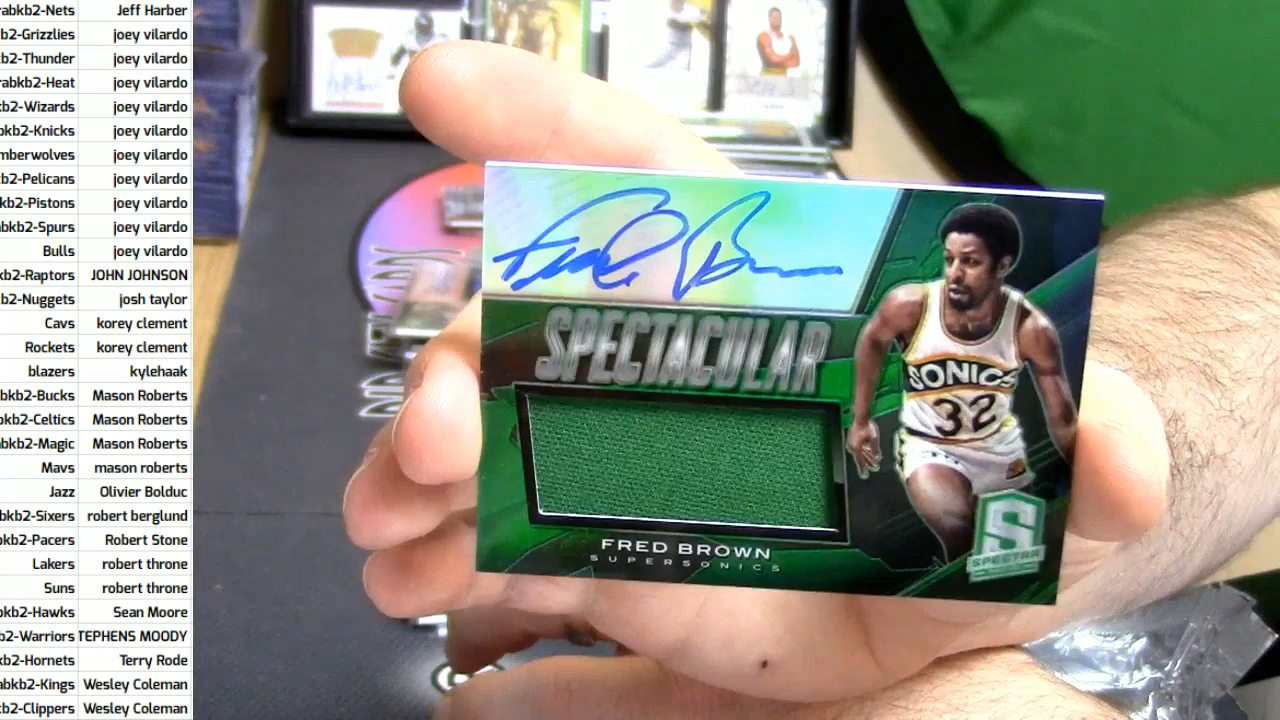 rabkb2-Nets Jeff Harber
b2-Grizzlies joey vilardo
b2-Thunder joey vilardo
rabkb2-Heat joey vilardo
kb2-Wizards joey vilardo
bkb2-Knicks joey vilardo
mberwolves joey vilardo
b2-Pelicans joey vilardo
kb2-Pistons joey vilardo
bkb2-Spurs joey vilardo
Bulls joey vilardo
kb2-Raptors JOHN JOHNSON
kb2-Nuggets josh taylor
Cavs korey clement
Rockets korey clement
blazers kylehaak
abkb2-Bucks Mason Roberts
bkb2-Celtics Mason Roberts
abkb2-Magic Mason Roberts
Mavs mason roberts
Jazz Olivier Bolduc
bkb2-Sixers robert berglund
bkb2-Pacers Robert Stone
Lakers robert throne
Suns robert throne
bkb2-Hawks Sean Moore
b2-Warriors TEPHENS MOODY
b2-Hornets Terry Rode
abkb2-Kings Wesley Coleman
b2-Clippers Wesley Coleman
Fred Brown
SPECTACULAR
SONICS
32
FRED BROWN
SUPERSONICS
S
SPECTRA